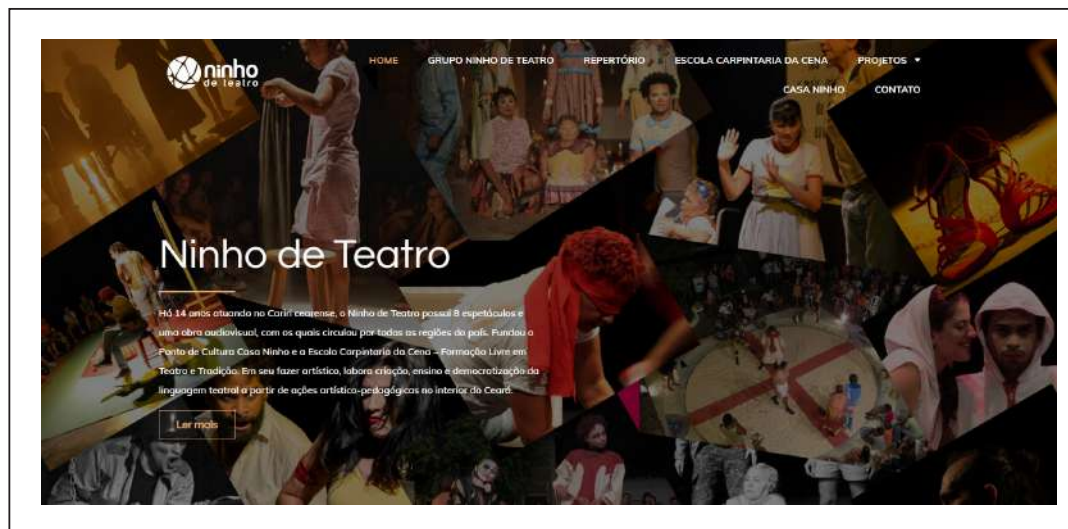 ninho
de teatro
HOME GRUPO NINHO DE TEATRO REPERTÓRIO ESCOLA CARPINTARIA DA CENA PROJETOS
CASA NINHO CONTATO
Ninho de Teatro
Há 14 anos atuando no Cariri cearense, o Ninho de Teatro possui 8 espetáculos e
uma obra audiovisual, com os quais circulou por todas as regiões do país. Fundou o
Ponto de Cultura Casa Ninho e a Escola Carpintaria da Cena – Formação Livre em
Teatro e Tradição. Em seu fazer artístico, labora criação, ensino e democratização da
linguagem teatral a partir de ações artístico-pedagógicas no interior do Ceará.
Ler mais